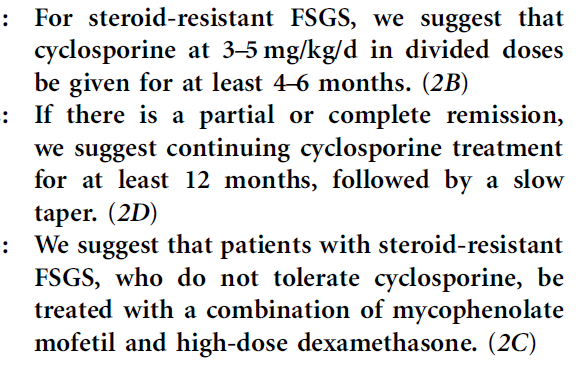 : For steroid-resistant FSGS, we suggest that
cyclosporine at 3–5 mg/kg/d in divided doses
be given for at least 4–6 months. (2B)
: If there is a partial or complete remission,
we suggest continuing cyclosporine treatment
for at least 12 months, followed by a slow
taper. (2D)
: We suggest that patients with steroid-resistant
FSGS, who do not tolerate cyclosporine, be
treated with a combination of mycophenolate
mofetil and high-dose dexamethasone. (2C)